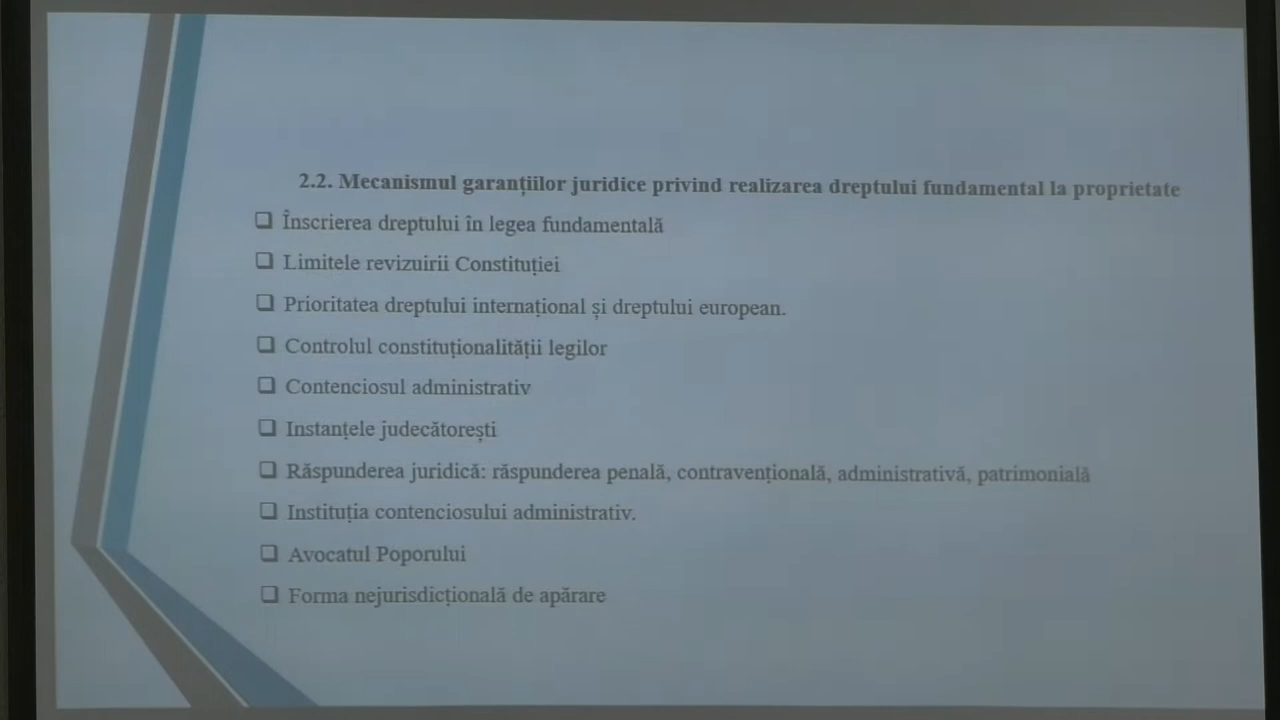 2.2. Mecanismul garanțiilor juridice privind realizarea dreptului fundamental la proprietate
❑ Înscrierea dreptului în legea fundamentală
❑ Limitele revizuirii Constituției
❑ Prioritatea dreptului internațional și dreptului european.
❑ Controlul constituționalității legilor
❑ Contenciosul administrativ
❑ Instanțele judecătorești
❑ Răspunderea juridică: răspunderea penală, contravențională, administrativă, patrimonială
❑ Instituția contenciosului administrativ.
❑ Avocatul Poporului
❑ Forma nejurisdicțională de apărare